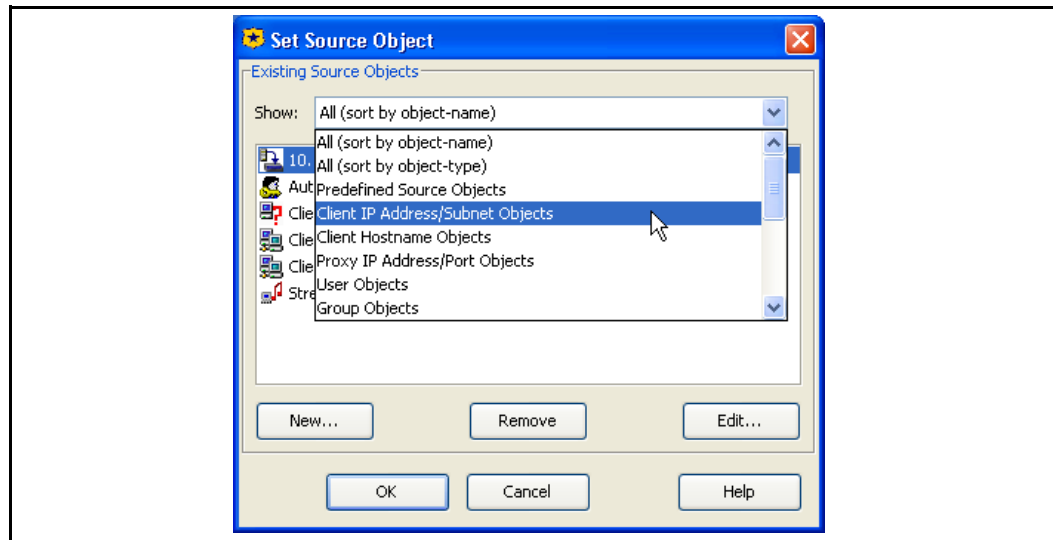 Set Source Object
Existing Source Objects
Show: All (sort by object-name)
All (sort by object-name)
10.
All (sort by object-type)
Aut
Predefined Source Objects
Clie
Client IP Address/Subnet Objects
Clie
Client Hostname Objects
Clie
Proxy IP Address/Port Objects
Stre
User Objects
Group Objects
New... Remove Edit...
OK Cancel Help